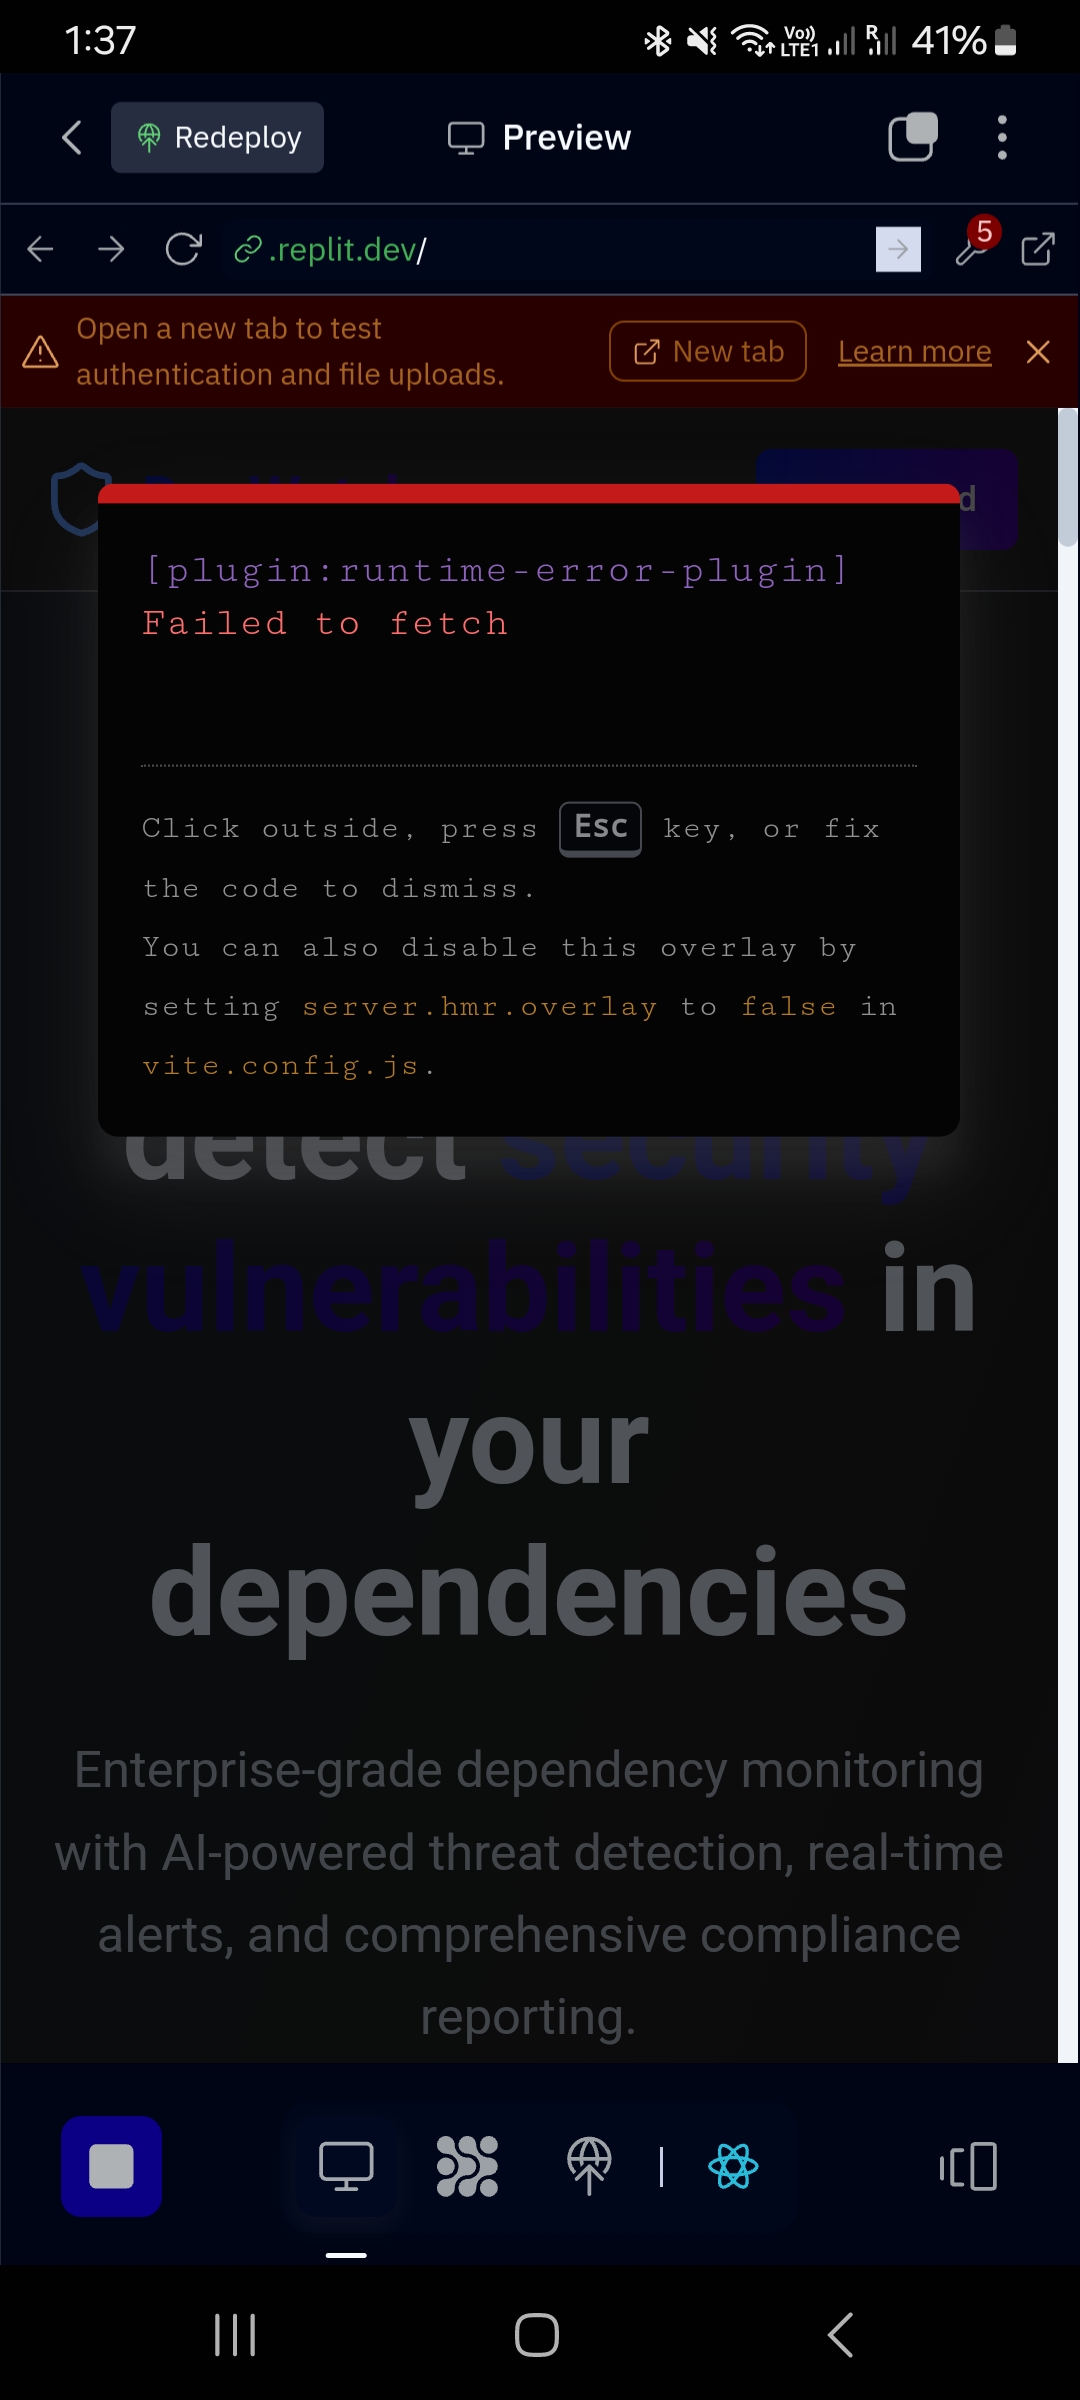 1:37
Vo))
LTE1
R
41%
Redeploy
Preview
.replit.dev/
5
Open a new tab to test
authentication and file uploads.
New tab
Learn more
d
[plugin:runtime-error-plugin]
Failed to fetch
Click outside, press Esc key, or fix
the code to dismiss.
You can also disable this overlay by
setting server.hmr.overlay to false in
vite.config.js.
detect security
vulnerabilities in
your
dependencies
Enterprise-grade dependency monitoring
with AI-powered threat detection, real-time
alerts, and comprehensive compliance
reporting.